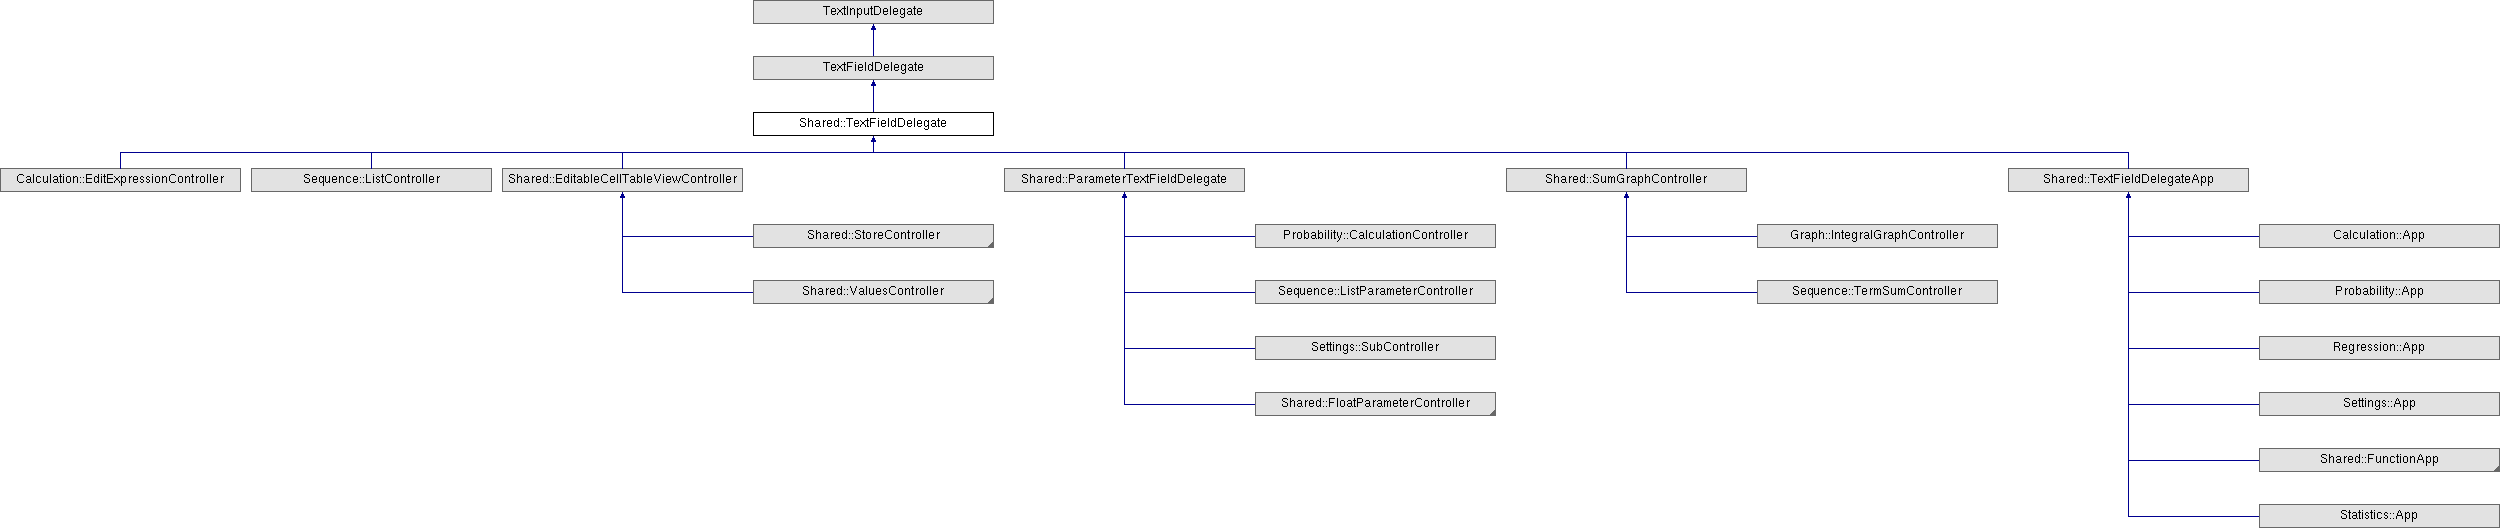 TextInputDelegate
TextFieldDelegate
Shared::TextFieldDelegate
Calculation::EditExpressionController
Sequence::ListController
Shared::EditableCellTableViewController
Shared::ParameterTextFieldDelegate
Shared::SumGraphController
Shared::TextFieldDelegateApp
Shared::StoreController
Probability::CalculationController
Graph::IntegralGraphController
Calculation::App
Shared::ValuesController
Sequence::ListParameterController
Sequence::TermSumController
Probability::App
Settings::SubController
Regression::App
Shared::FloatParameterController
Settings::App
Shared::FunctionApp
Statistics::App